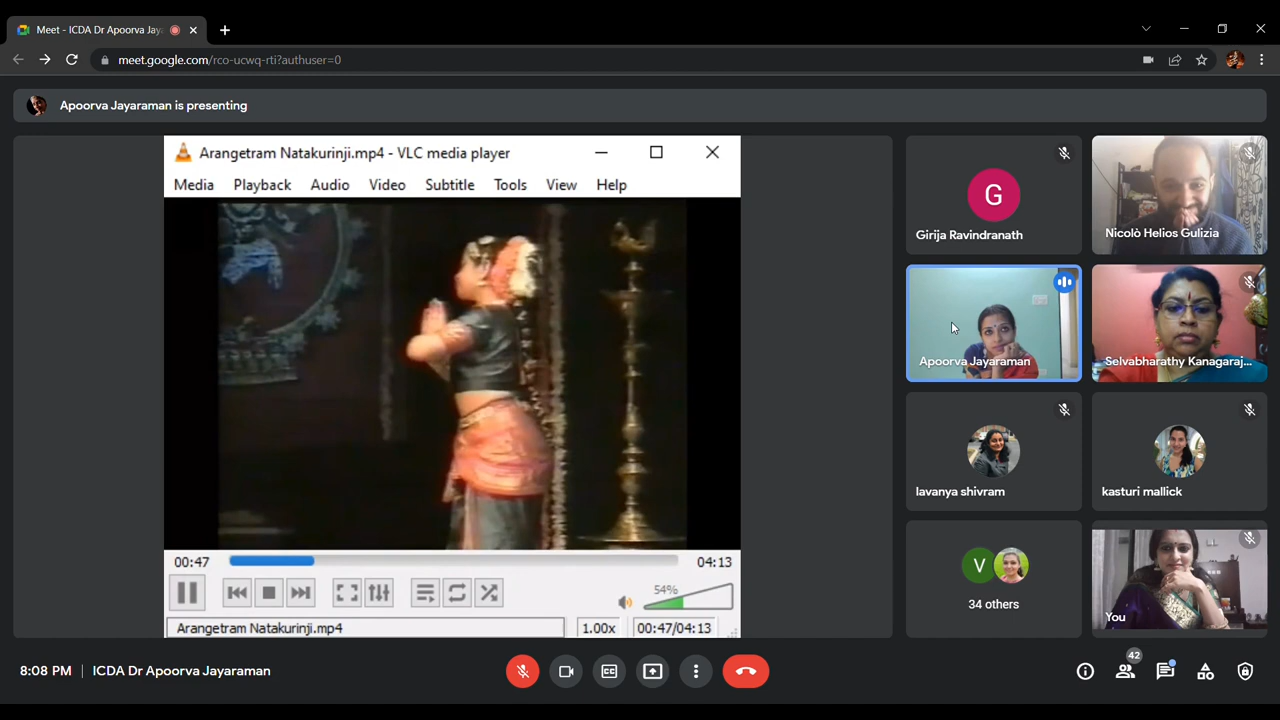 Meet - ICDA Dr Apoorva Jay
meet.google.com/rco-ucwq-rti?authuser=0
Apoorva Jayaraman is presenting
Arangetram Natakurinji.mp4 - VLC media player
Media Playback Audio Video Subtitle Tools View Help
00:47 04:13
54%
Arangetram Natakurinji.mp4 1.00x 00:47/04:13
G
Girija Ravindranath
Nicolò Helios Gulizia
Apoorva Jayaraman
Selvabharathy Kanagaraj...
lavanya shivram
kasturi mallick
V
34 others
You
8:08 PM | ICDA Dr Apoorva Jayaraman
CC
42